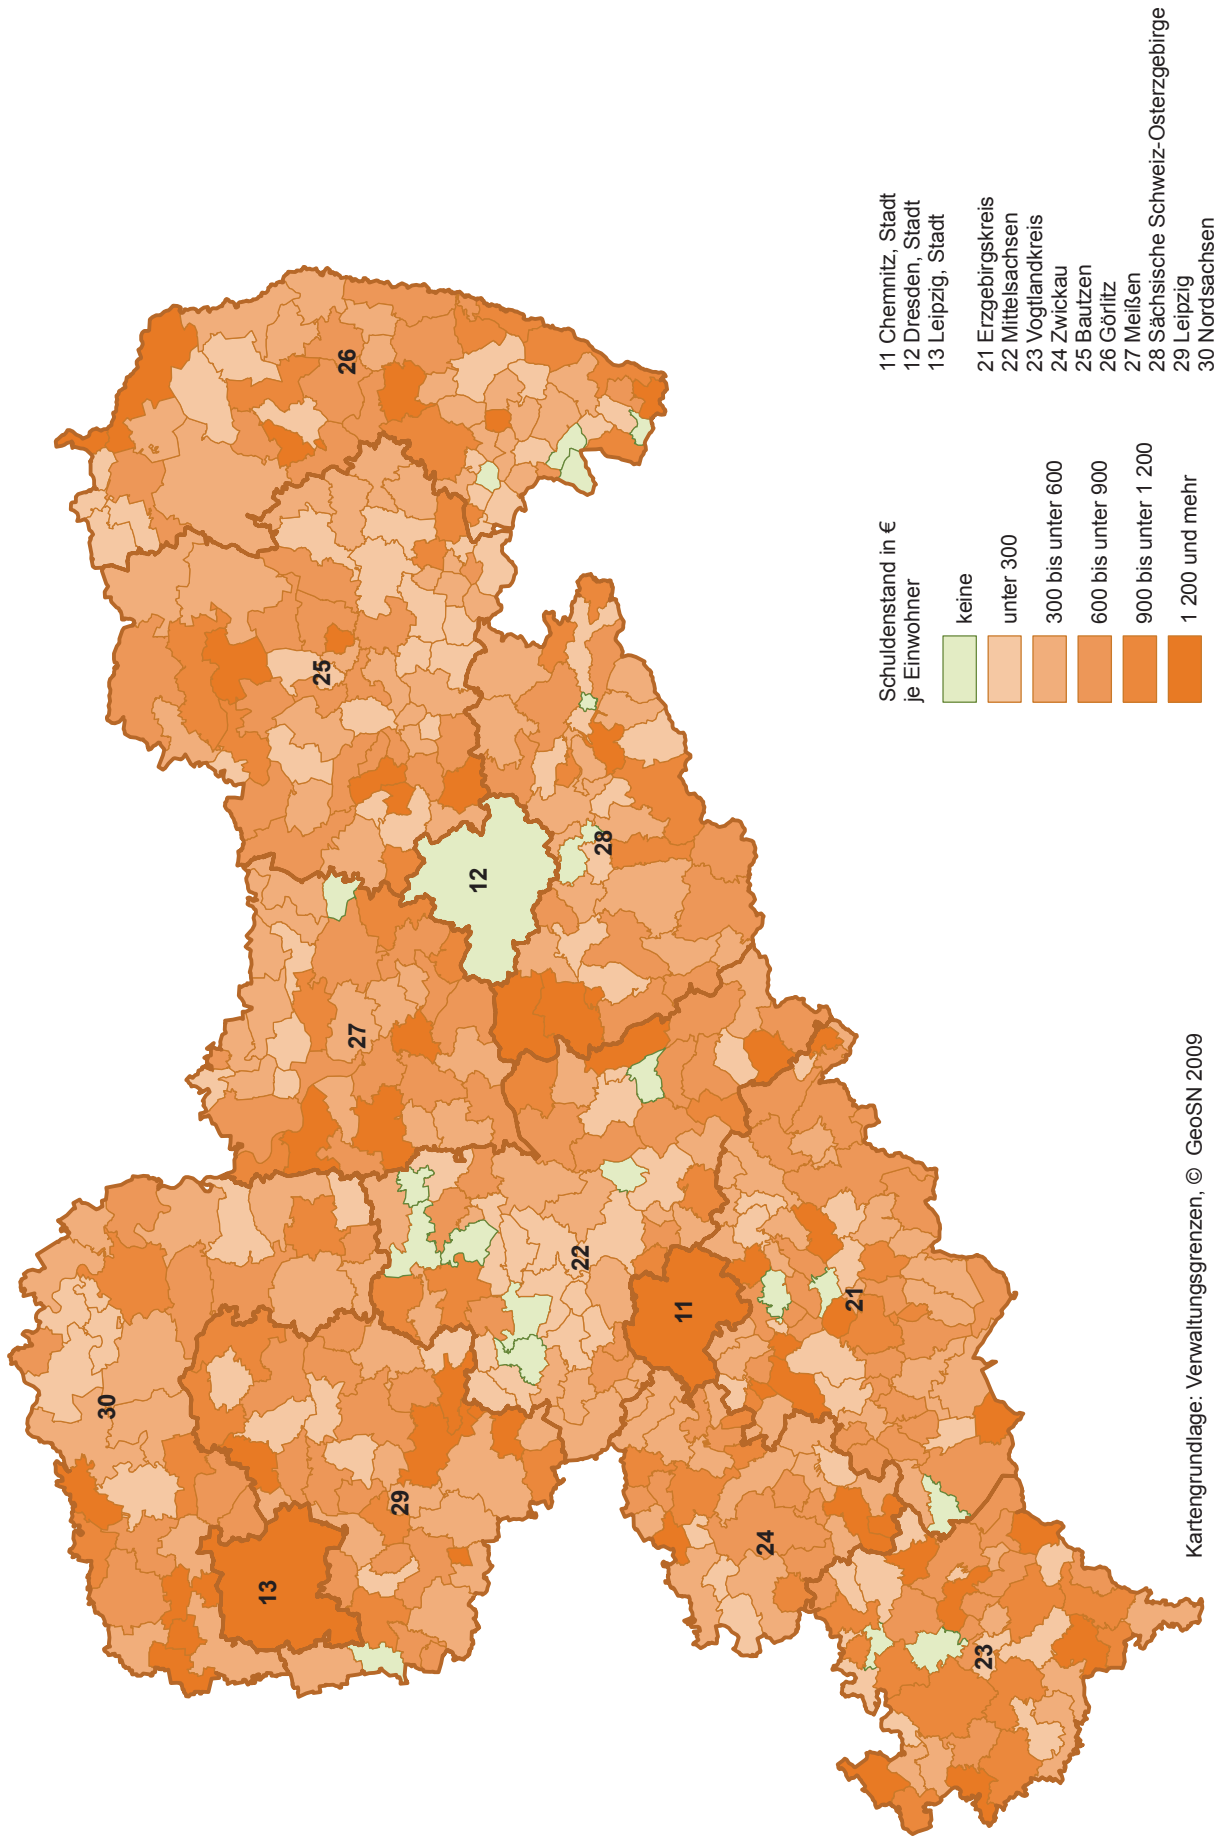 26
25
12
28
27
30
22
11
21
29
13
24
23
Schuldenstand in €
je Einwohner
keine
unter 300
300 bis unter 600
600 bis unter 900
900 bis unter 1 200
1 200 und mehr
11 Chemnitz, Stadt
12 Dresden, Stadt
13 Leipzig, Stadt
21 Erzgebirgskreis
22 Mittelsachsen
23 Vogtlandkreis
24 Zwickau
25 Bautzen
26 Görlitz
27 Meißen
28 Sächsische Schweiz-Osterzgebirge
29 Leipzig
30 Nordsachsen
Kartengrundlage: Verwaltungsgrenzen, © GeoSN 2009